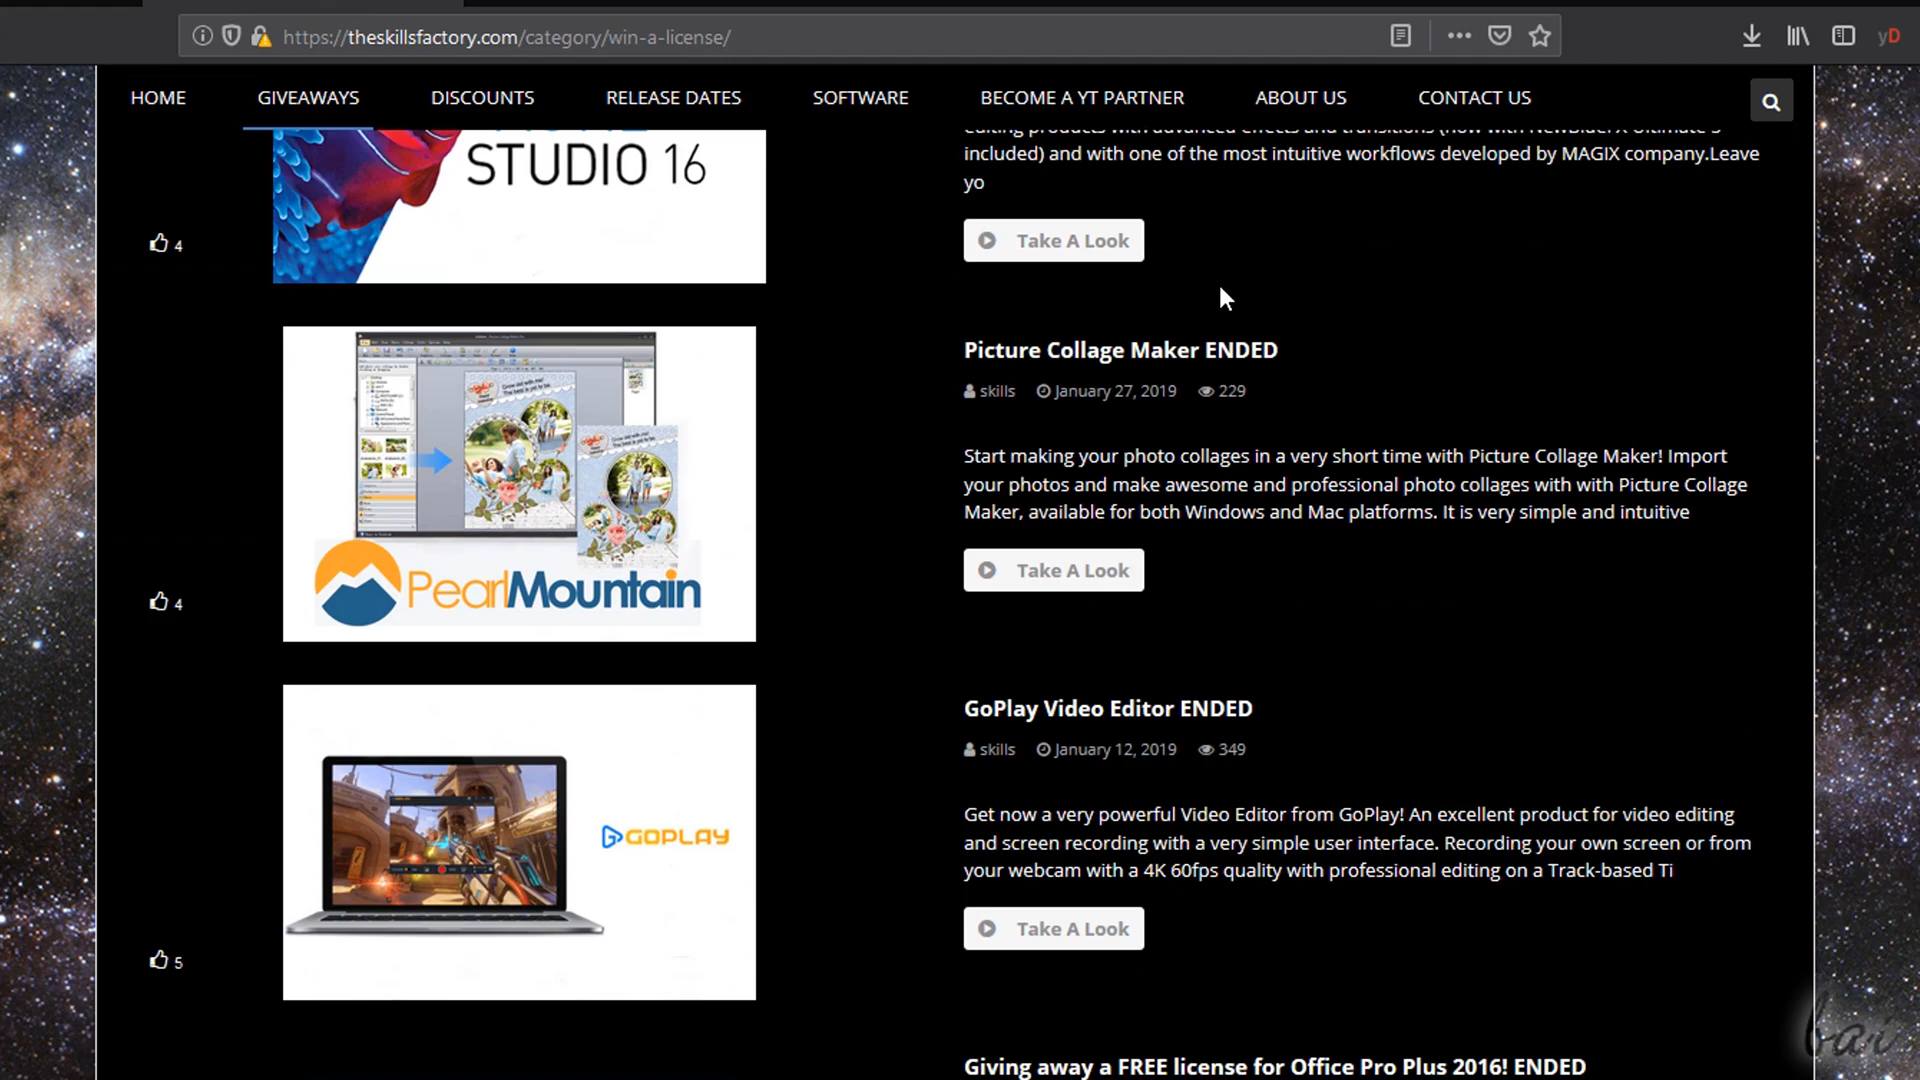 https://theskillsfactory.com/category/win-a-license/
yD
HOME GIVEAWAYS DISCOUNTS RELEASE DATES SOFTWARE BECOME A YT PARTNER ABOUT US CONTACT US
STUDIO 16
included) and with one of the most intuitive workflows developed by MAGIX company.Leave
yo
4
Take A Look
Picture Collage Maker ENDED
skills January 27, 2019 229
Start making your photo collages in a very short time with Picture Collage Maker! Import
your photos and make awesome and professional photo collages with with Picture Collage
Maker, available for both Windows and Mac platforms. It is very simple and intuitive
Take A Look
PearlMountain
4
GoPlay Video Editor ENDED
skills January 12, 2019 349
Get now a very powerful Video Editor from GoPlay! An excellent product for video editing
and screen recording with a very simple user interface. Recording your own screen or from
your webcam with a 4K 60fps quality with professional editing on a Track-based Ti
GOPLAY
Take A Look
5
Giving away a FREE license for Office Pro Plus 2016! ENDED
bai